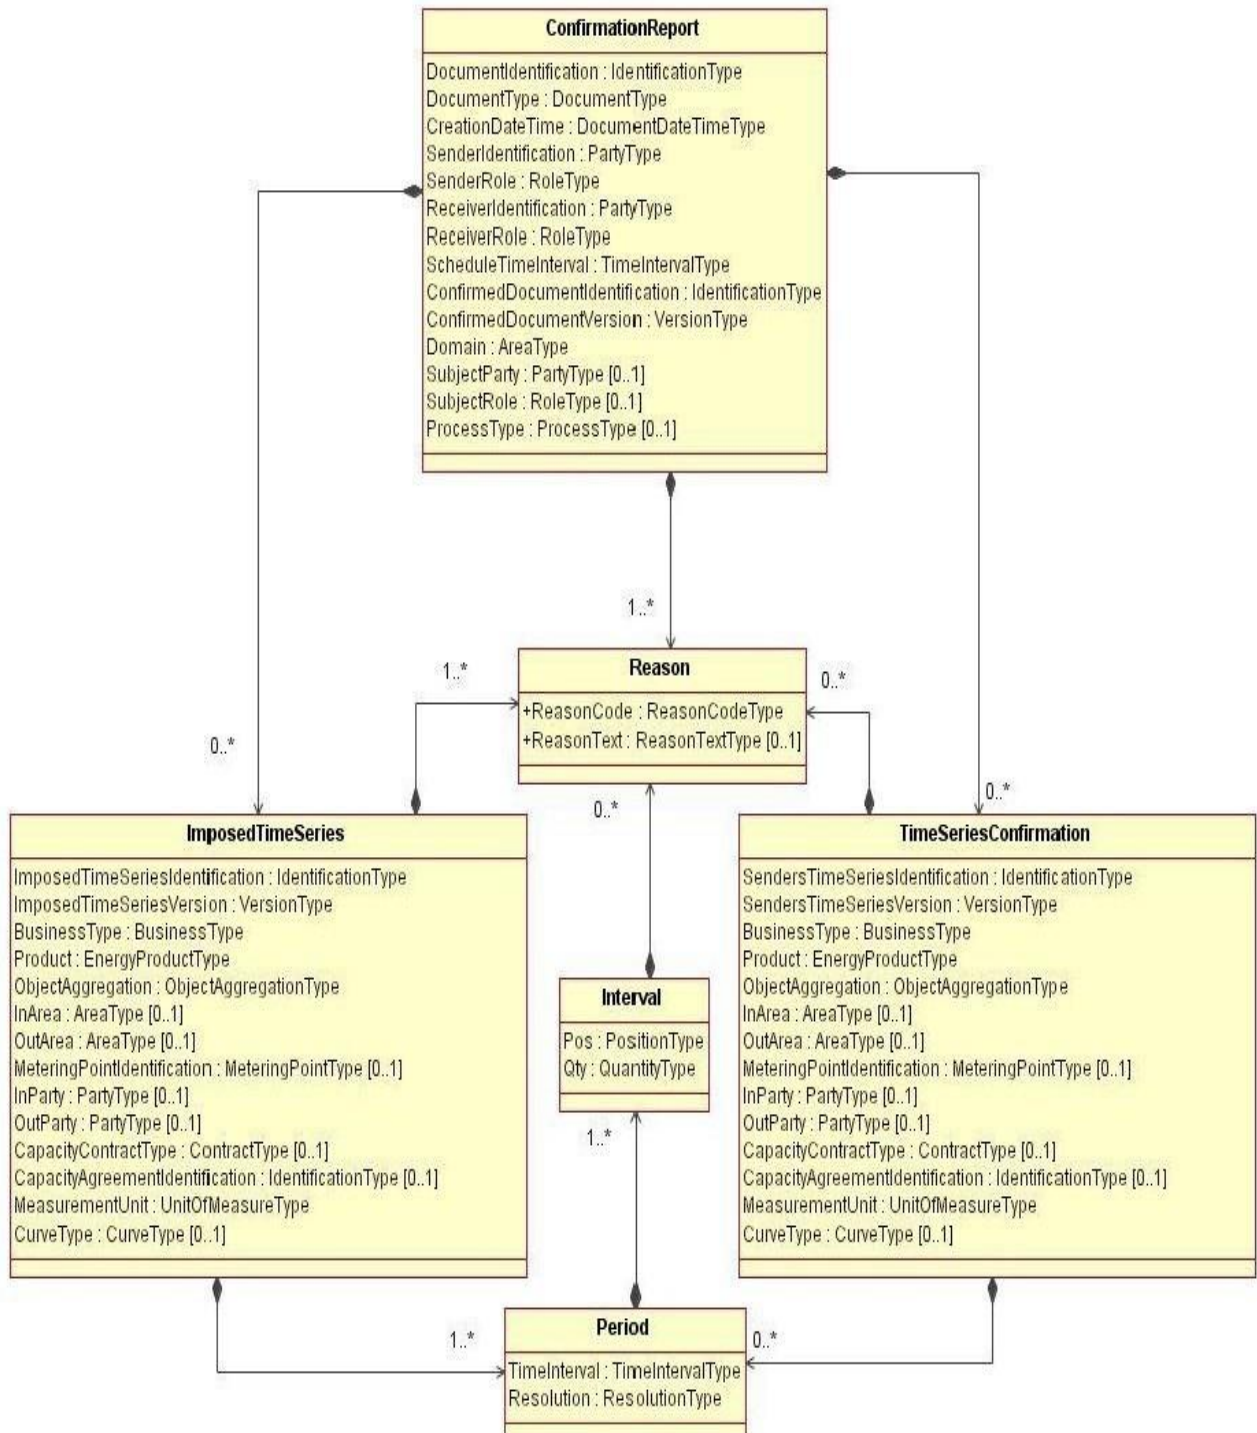 ConfirmationReport
DocumentIdentification : IdentificationType
DocumentType : DocumentType
CreationDateTime : DocumentDateTimeType
SenderIdentification : PartyType
SenderRole : RoleType
ReceiverIdentification : PartyType
ReceiverRole : RoleType
ScheduleTimeInterval : TimeIntervalType
ConfirmedDocumentIdentification : IdentificationType
ConfirmedDocumentVersion : VersionType
Domain : AreaType
SubjectParty : PartyType [0..1]
SubjectRole : RoleType [0..1]
ProcessType : ProcessType [0..1]
1..*
Reason
+ReasonCode : ReasonCodeType
+ReasonText : ReasonTextType [0..1]
1..*
0..*
0..*
0..*
0..*
ImposedTimeSeries
ImposedTimeSeriesIdentification : IdentificationType
ImposedTimeSeriesVersion : VersionType
BusinessType : BusinessType
Product : EnergyProductType
ObjectAggregation : ObjectAggregationType
InArea : AreaType [0..1]
OutArea : AreaType [0..1]
MeteringPointIdentification : MeteringPointType [0..1]
InParty : PartyType [0..1]
OutParty : PartyType [0..1]
CapacityContractType : ContractType [0..1]
CapacityAgreementIdentification : IdentificationType [0..1]
MeasurementUnit : UnitOfMeasureType
CurveType : CurveType [0..1]
Interval
Pos : PositionType
Qty : QuantityType
1..*
TimeSeriesConfirmation
SendersTimeSeriesIdentification : IdentificationType
SendersTimeSeriesVersion : VersionType
BusinessType : BusinessType
Product : EnergyProductType
ObjectAggregation : ObjectAggregationType
InArea : AreaType [0..1]
OutArea : AreaType [0..1]
MeteringPointIdentification : MeteringPointType [0..1]
InParty : PartyType [0..1]
OutParty : PartyType [0..1]
CapacityContractType : ContractType [0..1]
CapacityAgreementIdentification : IdentificationType [0..1]
MeasurementUnit : UnitOfMeasureType
CurveType : CurveType [0..1]
1..*
Period
0..*
TimeInterval : TimeIntervalType
Resolution : ResolutionType